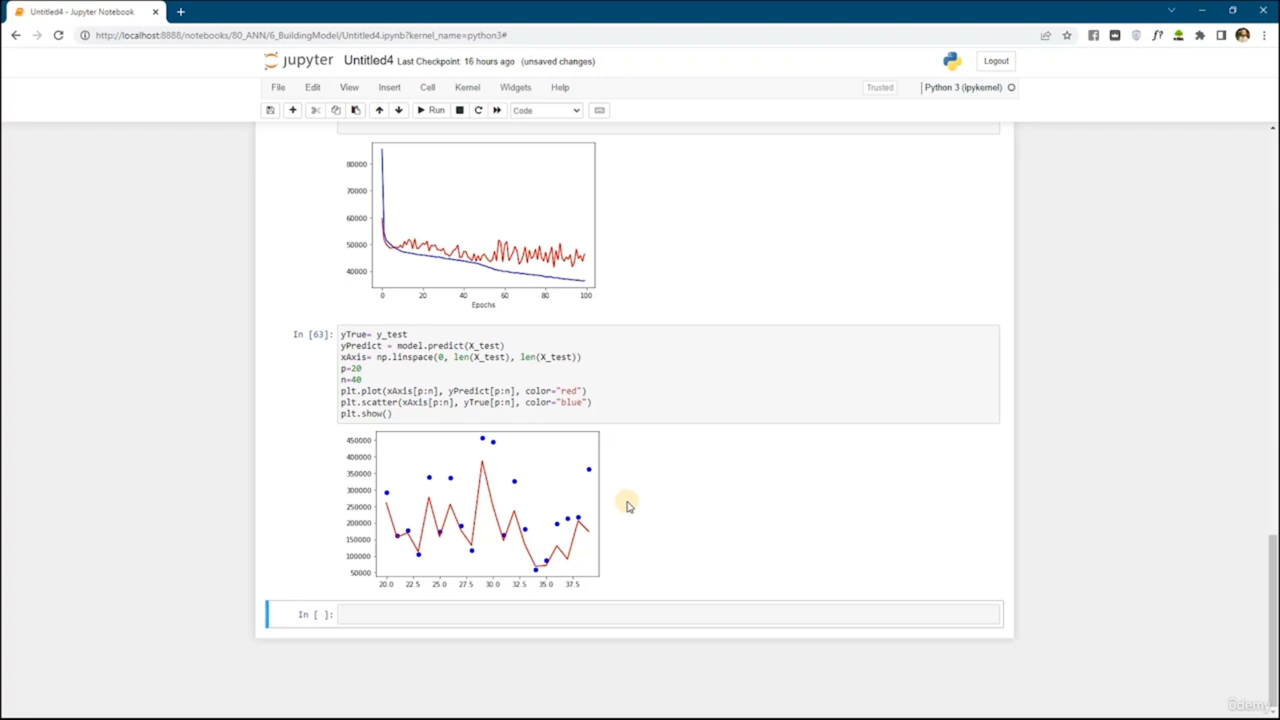 Untitled4 - Jupyter Notebook
http://localhost:8888/notebooks/80_ANN/6_BuildingModel/Untitled4.ipynb?kernel_name=python3#
jupyter Untitled4 Last Checkpoint: 16 hours ago (unsaved changes)
Logout
File Edit View Insert Cell Kernel Widgets Help
Trusted
Python 3 (ipykernel)
Run
Code
80000
70000
60000
50000
40000
0 20 40 60 80 100
Epochs
In [63]:
yTrue= y_test
yPredict = model.predict(X_test)
xAxis= np.linspace(0, len(X_test), len(X_test))
p=20
n=40
plt.plot(xAxis[p:n], yPredict[p:n], color="red")
plt.scatter(xAxis[p:n], yTrue[p:n], color="blue")
plt.show()
450000
400000
350000
300000
250000
200000
150000
100000
50000
20.0 22.5 25.0 27.5 30.0 32.5 35.0 37.5
In [ ]:
ûdemy